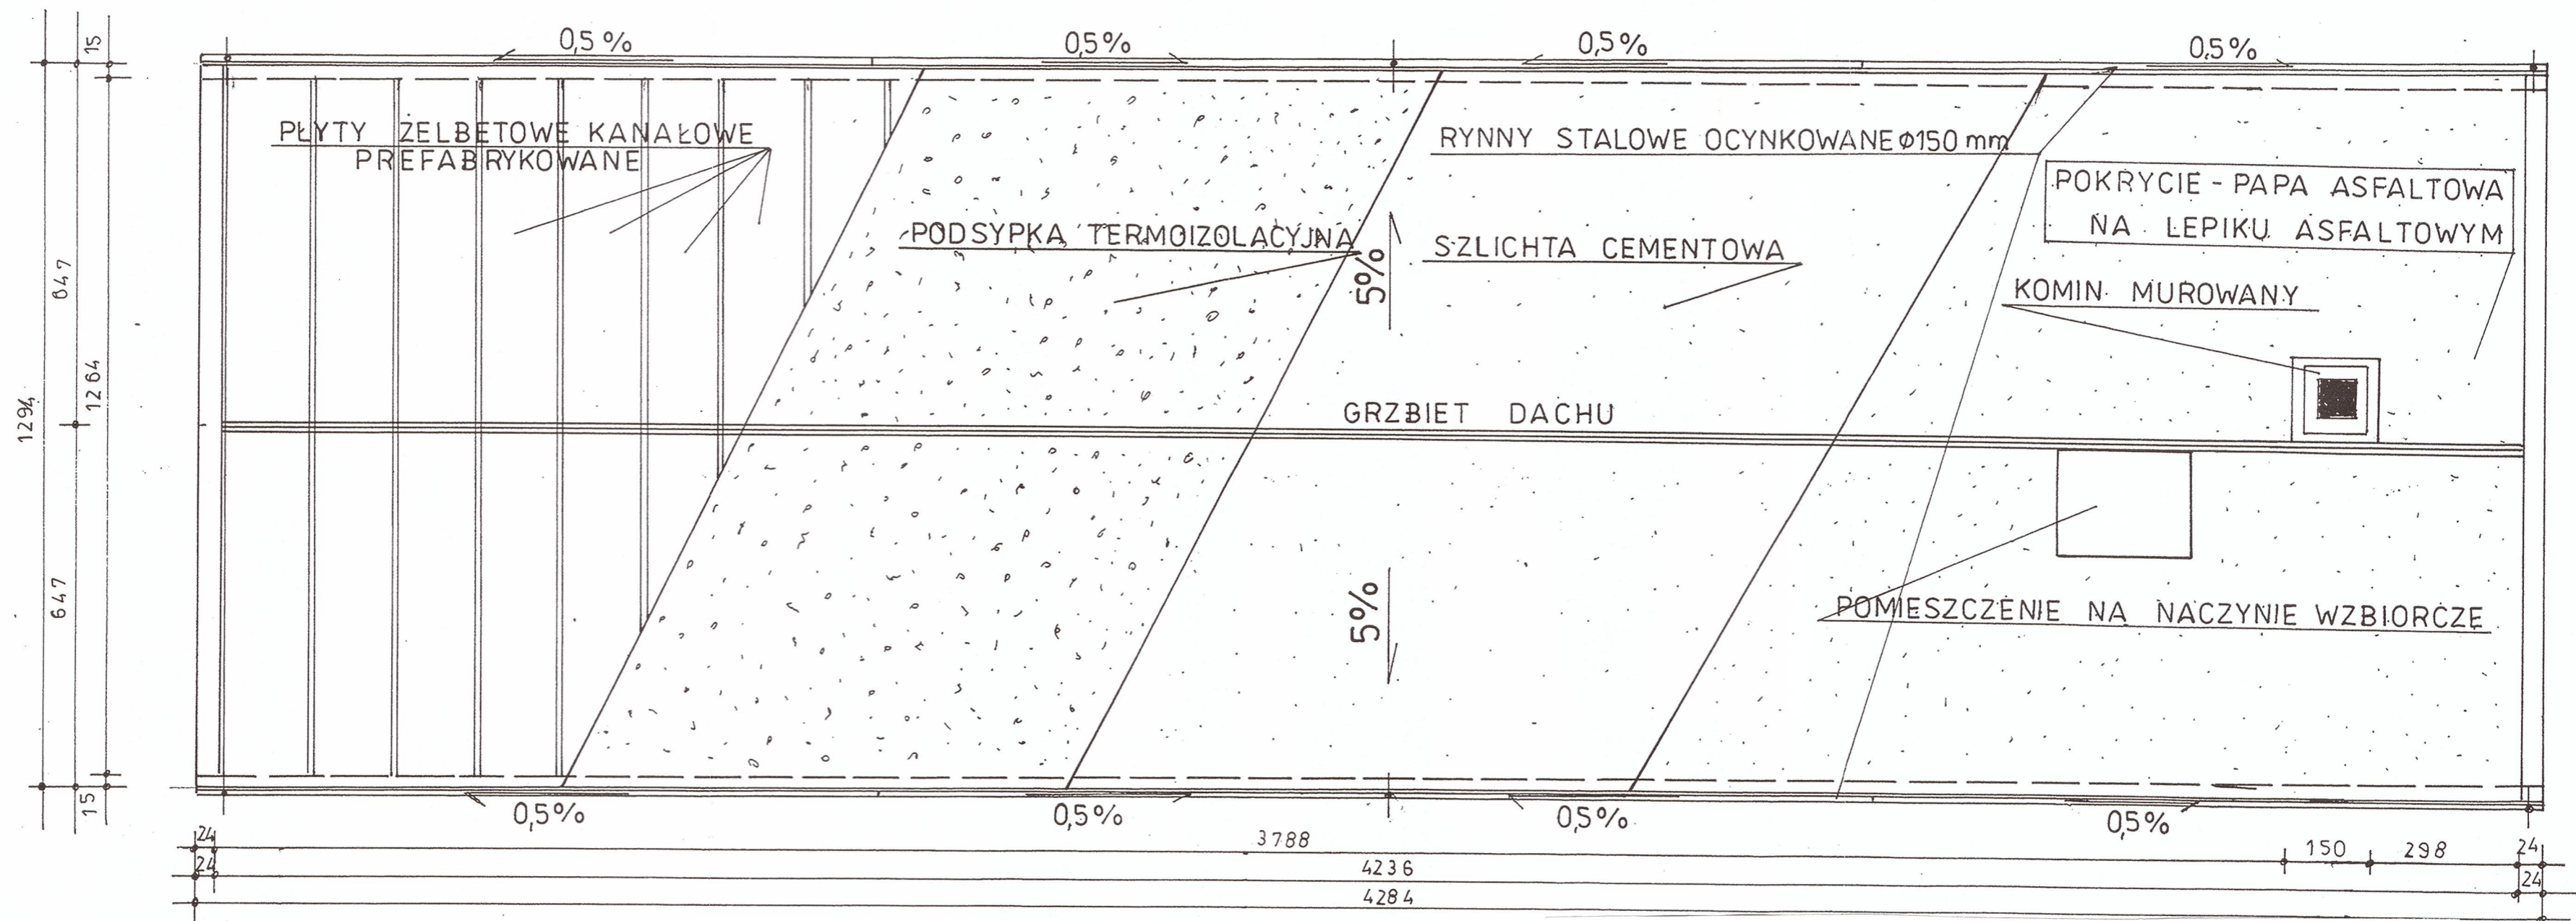 0,5%
0,5%
0,5%
0,5%
15
PŁYTY ŻELBETOWE KANAŁOWE
PREFABRYKOWANE
RYNNY STALOWE OCYNKOWANE Ø150 mm
POKRYCIE - PAPA ASFALTOWA
NA LEPIKU ASFALTOWYM
PODSYPKA TERMOIZOLACYJNA
5%
SZLICHTA CEMENTOWA
KOMIN MUROWANY
647
1264
1294
GRZBIET DACHU
647
5%
POMIESZCZENIE NA NACZYNIE WZBIORCZE
15
0,5%
0,5%
0,5%
0,5%
24
3788
150
298
24
24
4236
24
4284